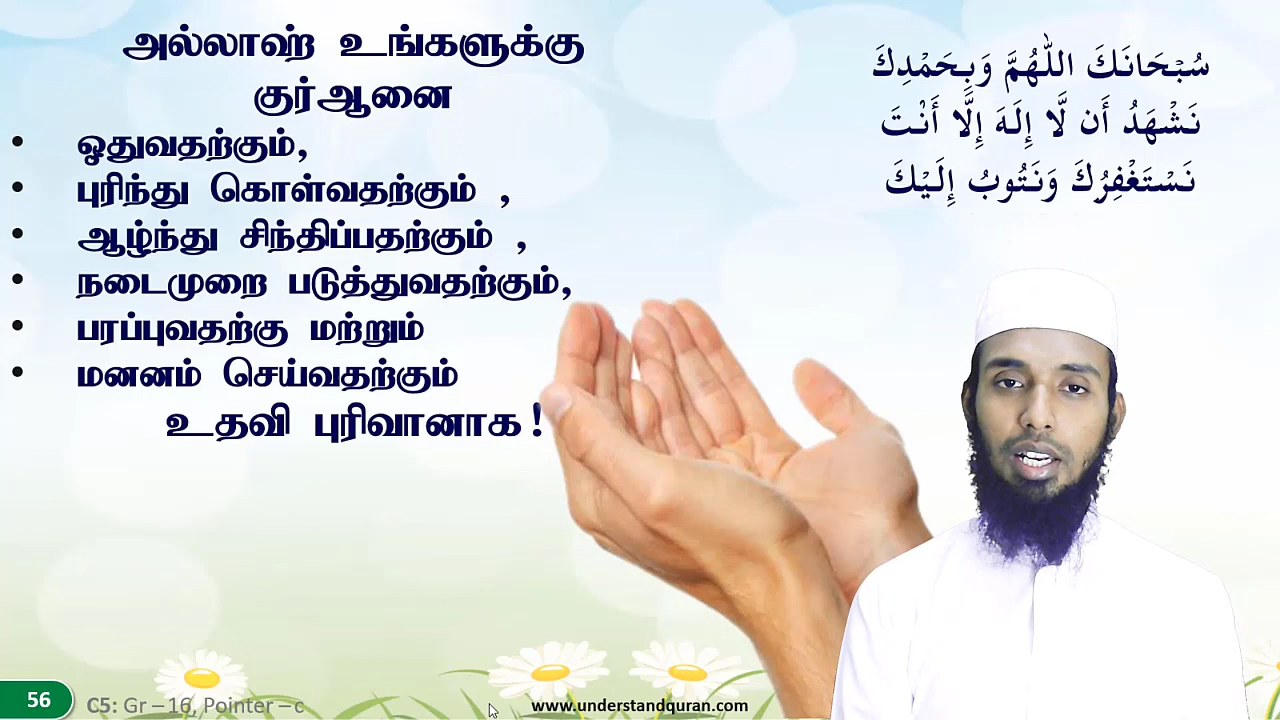 அல்லாஹ் உங்களுக்கு
குர்ஆனை
• ஓதுவதற்கும்,
• புரிந்து கொள்வதற்கும் ,
• ஆழ்ந்து சிந்திப்பதற்கும் ,
• நடைமுறை படுத்துவதற்கும்,
• பரப்புவதற்கு மற்றும்
• மனனம் செய்வதற்கும்
உதவி புரிவானாக!
سُبْحَانَكَ اللّٰهُمَّ وَبِحَمْدِكَ
نَشْهَدُ أَن لَّا إِلَهَ إِلَّا أَنْتَ
نَسْتَغْفِرُكَ وَنَتُوبُ إِلَيْكَ
56
C5: Gr – 16, Pointer – c
www.understandquran.com